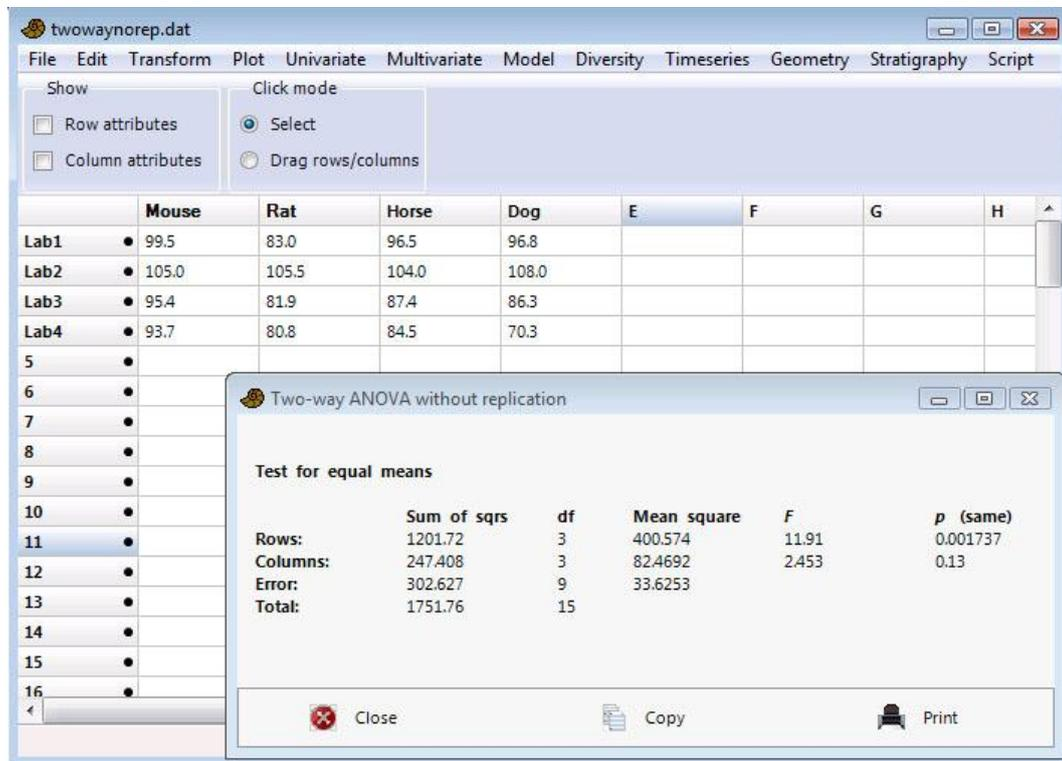 twowaynorep.dat
File Edit Transform Plot Univariate Multivariate Model Diversity Timeseries Geometry Stratigraphy Script
Show Click mode
Row attributes Select
Column attributes Drag rows/columns
Mouse Rat Horse Dog E F G H
Lab1 99.5 83.0 96.5 96.8
Lab2 105.0 105.5 104.0 108.0
Lab3 95.4 81.9 87.4 86.3
Lab4 93.7 80.8 84.5 70.3
5
6
7
8
9
10
11
12
13
14
15
16
Two-way ANOVA without replication
Test for equal means
Sum of sqrs df Mean square F p (same)
Rows: 1201.72 3 400.574 11.91 0.001737
Columns: 247.408 3 82.4692 2.453 0.13
Error: 302.627 9 33.6253
Total: 1751.76 15
Close Copy Print